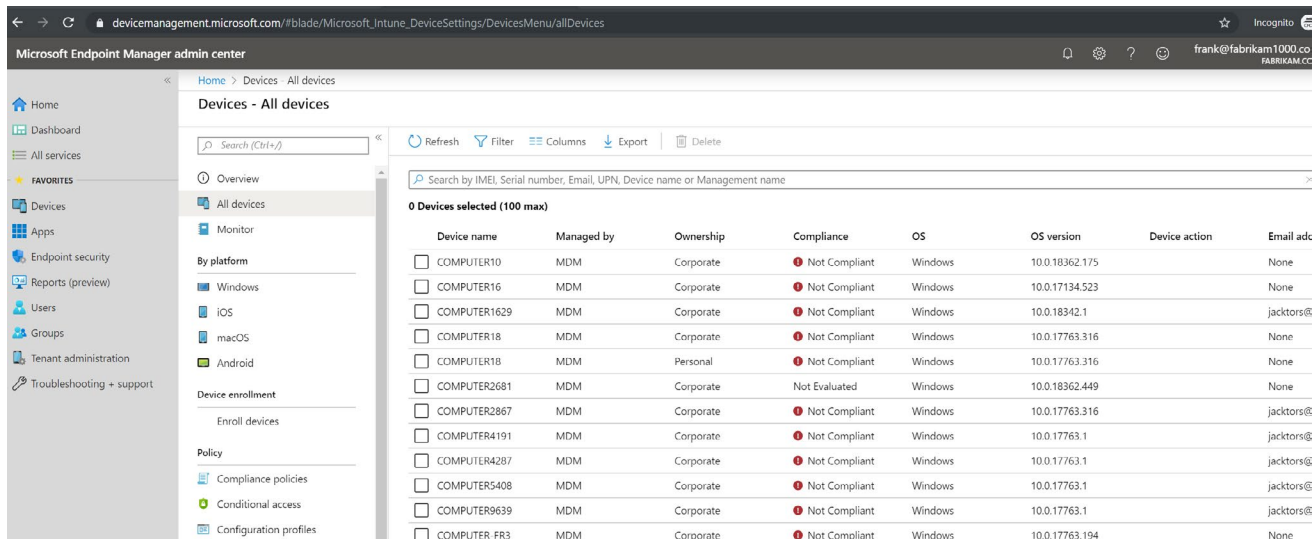 devicemanagement.microsoft.com/#blade/Microsoft_Intune_DeviceSettings/DevicesMenu/allDevices Incognito
Microsoft Endpoint Manager admin center frank@fabrikam1000.co
FABRIKAM.CC
Home > Devices - All devices
Devices - All devices
Home
Dashboard
All services
FAVORITES
Devices
Apps
Endpoint security
Reports (preview)
Users
Groups
Tenant administration
Troubleshooting + support
Search (Ctrl+/)
Overview
All devices
Monitor
By platform
Windows
iOS
macOS
Android
Device enrollment
Enroll devices
Policy
Compliance policies
Conditional access
Configuration profiles
Refresh Filter Columns Export Delete
Search by IMEI, Serial number, Email, UPN, Device name or Management name
0 Devices selected (100 max)
Device name Managed by Ownership Compliance OS OS version Device action Email add
COMPUTER10 MDM Corporate Not Compliant Windows 10.0.18362.175 None
COMPUTER16 MDM Corporate Not Compliant Windows 10.0.17134.523 None
COMPUTER1629 MDM Corporate Not Compliant Windows 10.0.18342.1 jacktors@
COMPUTER18 MDM Corporate Not Compliant Windows 10.0.17763.316 None
COMPUTER18 MDM Personal Not Compliant Windows 10.0.17763.316 None
COMPUTER2681 MDM Corporate Not Evaluated Windows 10.0.18362.449 None
COMPUTER2867 MDM Corporate Not Compliant Windows 10.0.17763.316 jacktors@
COMPUTER4191 MDM Corporate Not Compliant Windows 10.0.17763.1 jacktors@
COMPUTER4287 MDM Corporate Not Compliant Windows 10.0.17763.1 jacktors@
COMPUTER5408 MDM Corporate Not Compliant Windows 10.0.17763.1 jacktors@
COMPUTER9639 MDM Corporate Not Compliant Windows 10.0.17763.1 jacktors@
COMPUTER-FR3 MDM Corporate Not Compliant Windows 10.0.17763.194 None